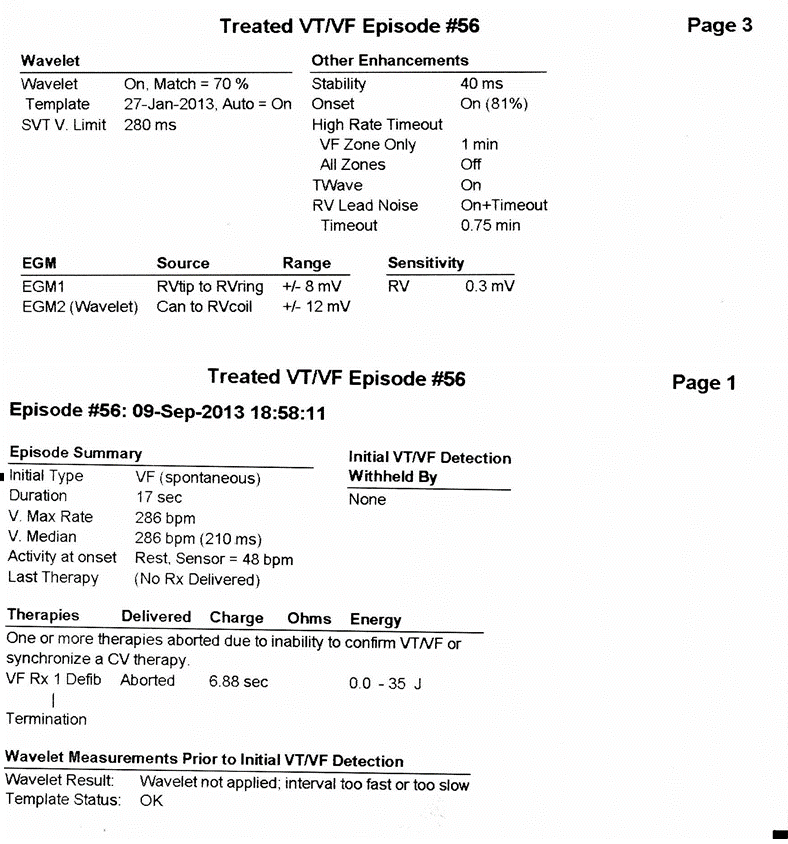 Treated VT/VF Episode #56 Page 3
Wavelet Other Enhancements
Wavelet On, Match = 70 % Stability 40 ms
Template 27-Jan-2013, Auto = On Onset On (81%)
SVT V. Limit 280 ms High Rate Timeout
VF Zone Only 1 min
All Zones Off
TWave On
RV Lead Noise On+Timeout
Timeout 0.75 min
EGM Source Range Sensitivity
EGM1 RVtip to RVring +/- 8 mV RV 0.3 mV
EGM2 (Wavelet) Can to RVcoil +/- 12 mV
Treated VT/VF Episode #56 Page 1
Episode #56: 09-Sep-2013 18:58:11
Episode Summary Initial VT/VF Detection
Initial Type VF (spontaneous) Withheld By
Duration 17 sec None
V. Max Rate 286 bpm
V. Median 286 bpm (210 ms)
Activity at onset Rest, Sensor = 48 bpm
Last Therapy (No Rx Delivered)
Therapies Delivered Charge Ohms Energy
One or more therapies aborted due to inability to confirm VT/VF or
synchronize a CV therapy.
VF Rx 1 Defib Aborted 6.88 sec 0.0 - 35 J
Termination
Wavelet Measurements Prior to Initial VT/VF Detection
Wavelet Result: Wavelet not applied; interval too fast or too slow
Template Status: OK